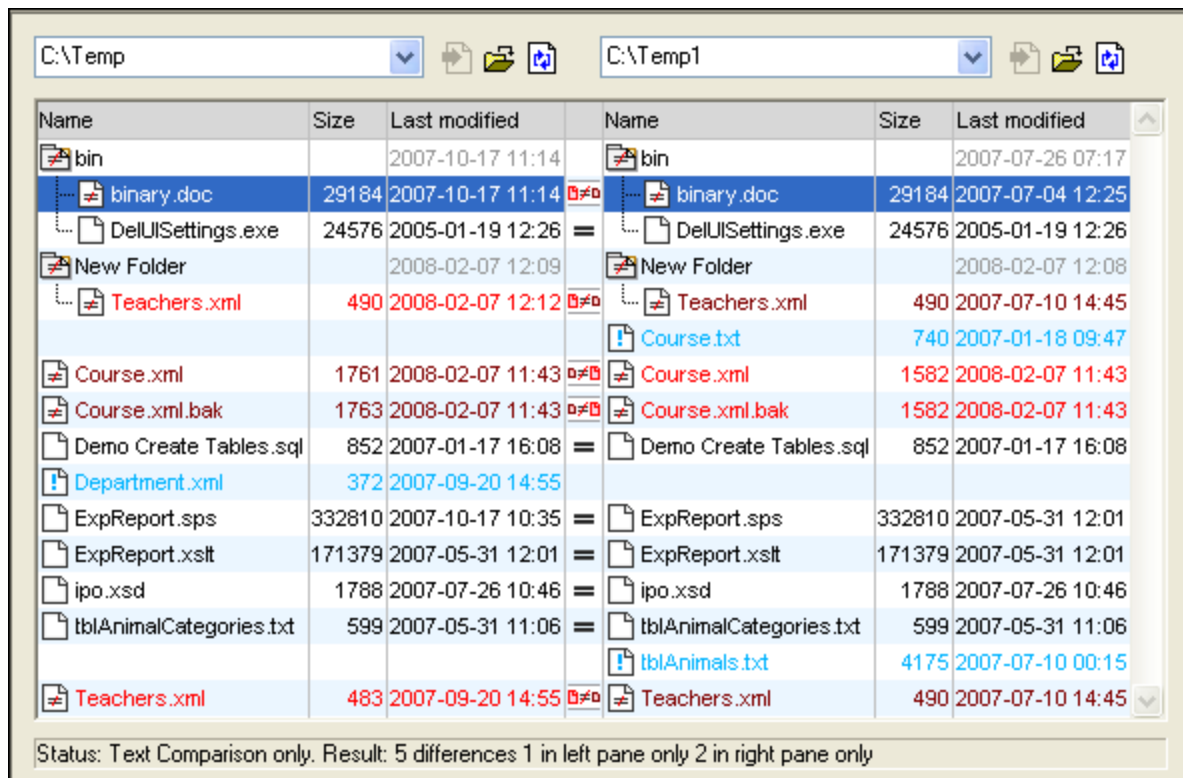 C:\Temp C:\Temp1
Name Size Last modified Name Size Last modified
bin 2007-10-17 11:14 bin 2007-07-26 07:17
binary.doc 29184 2007-10-17 11:14 binary.doc 29184 2007-07-04 12:25
DelUISettings.exe 24576 2005-01-19 12:26 = DelUISettings.exe 24576 2005-01-19 12:26
New Folder 2008-02-07 12:09 New Folder 2008-02-07 12:08
Teachers.xml 490 2008-02-07 12:12 Teachers.xml 490 2007-07-10 14:45
Course.txt 740 2007-01-18 09:47
Course.xml 1761 2008-02-07 11:43 Course.xml 1582 2008-02-07 11:43
Course.xml.bak 1763 2008-02-07 11:43 Course.xml.bak 1582 2008-02-07 11:43
Demo Create Tables.sql 852 2007-01-17 16:08 = Demo Create Tables.sql 852 2007-01-17 16:08
Department.xml 372 2007-09-20 14:55
ExpReport.sps 332810 2007-10-17 10:35 = ExpReport.sps 332810 2007-05-31 12:01
ExpReport.xslt 171379 2007-05-31 12:01 = ExpReport.xslt 171379 2007-05-31 12:01
ipo.xsd 1788 2007-07-26 10:46 = ipo.xsd 1788 2007-07-26 10:46
tblAnimalCategories.txt 599 2007-05-31 11:06 = tblAnimalCategories.txt 599 2007-05-31 11:06
tblAnimals.txt 4175 2007-07-10 00:15
Teachers.xml 483 2007-09-20 14:55 Teachers.xml 490 2007-07-10 14:45
Status: Text Comparison only. Result: 5 differences 1 in left pane only 2 in right pane only